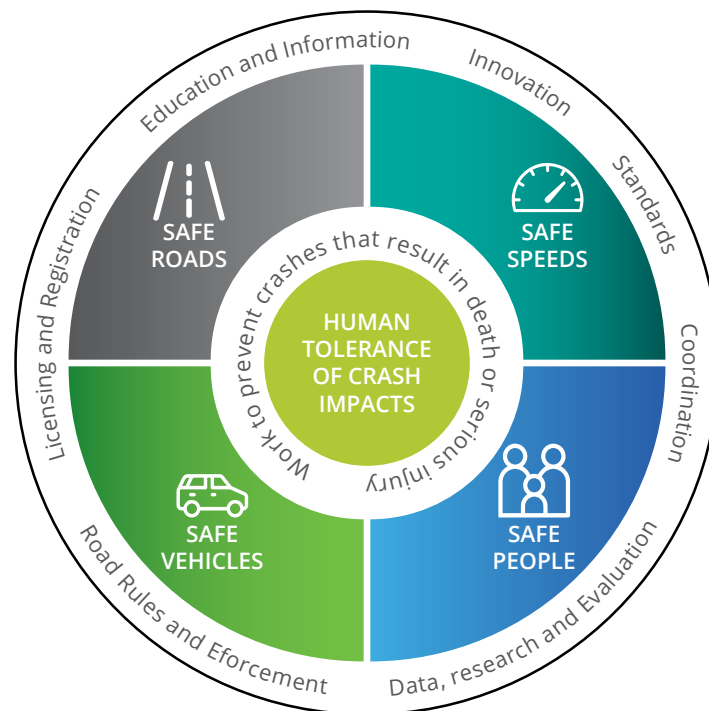 Education and Information
Innovation
Standards
Coordination
Data, research and Evaluation
Road Rules and Eforcement
Licensing and Registration
SAFE
ROADS
SAFE
SPEEDS
SAFE
VEHICLES
SAFE
PEOPLE
Work to prevent crashes that result in death or serious injury
HUMAN
TOLERANCE
OF CRASH
IMPACTS